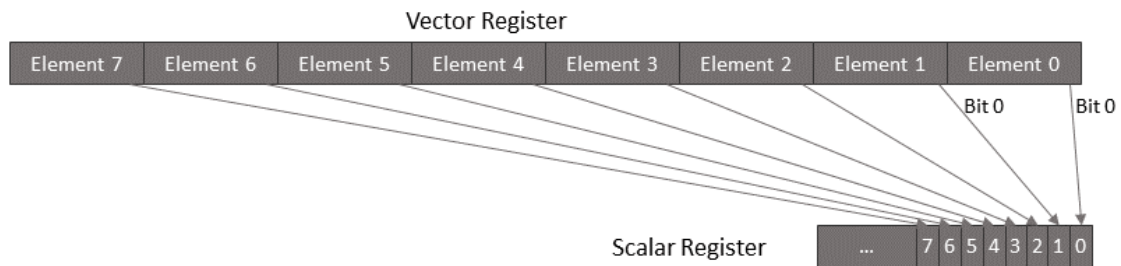 Vector Register
Element 7 Element 6 Element 5 Element 4 Element 3 Element 2 Element 1 Element 0
Bit 0 Bit 0
Scalar Register ... 7 6 5 4 3 2 1 0